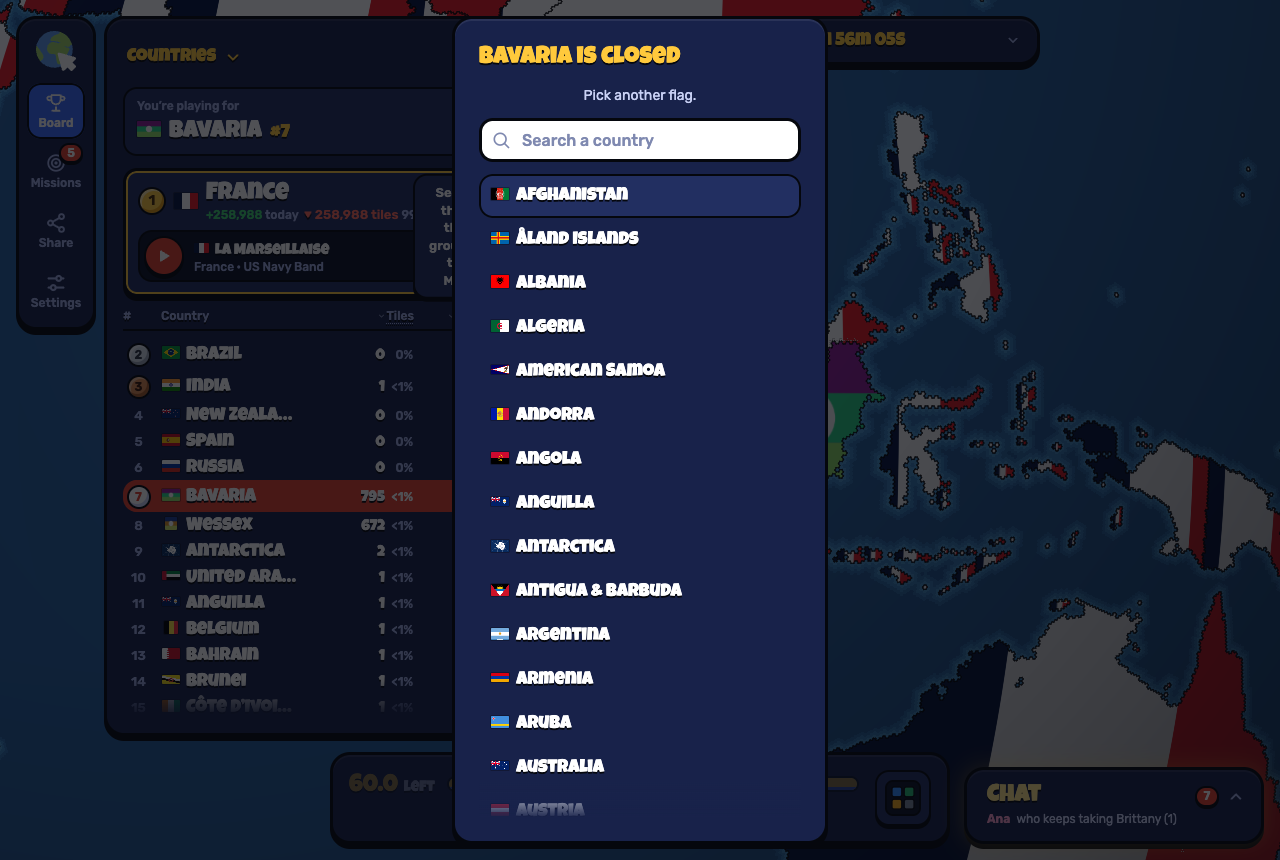 Board
5
Missions
Share
Settings
COUNTRIES
You're playing for
BAVARIA #7
1 FRANCE
+258,988 today ▼258,988 tiles 99
LA MARSEILLAISE
France • US Navy Band
# Country Tiles
2 BRAZIL 0 0%
3 INDIA 1 <1%
4 NEW ZEALA... 0 0%
5 SPAIN 0 0%
6 RUSSIA 0 0%
7 BAVARIA 795 <1%
8 WESSEX 672 <1%
9 ANTARCTICA 2 <1%
10 UNITED ARA... 1 <1%
11 ANGUILLA 1 <1%
12 BELGIUM 1 <1%
13 BAHRAIN 1 <1%
14 BRUNEI 1 <1%
15 CÔTE D'IVOI... 1 <1%
BAVARIA IS CLOSED
Pick another flag.
Search a country
AFGHANISTAN
ÅLAND ISLANDS
ALBANIA
ALGERIA
AMERICAN SAMOA
ANDORRA
ANGOLA
ANGUILLA
ANTARCTICA
ANTIGUA & BARBUDA
ARGENTINA
ARMENIA
ARUBA
AUSTRALIA
AUSTRIA
56m 05s
60.0 LEFT
CHAT
7
Ana who keeps taking Brittany (1)